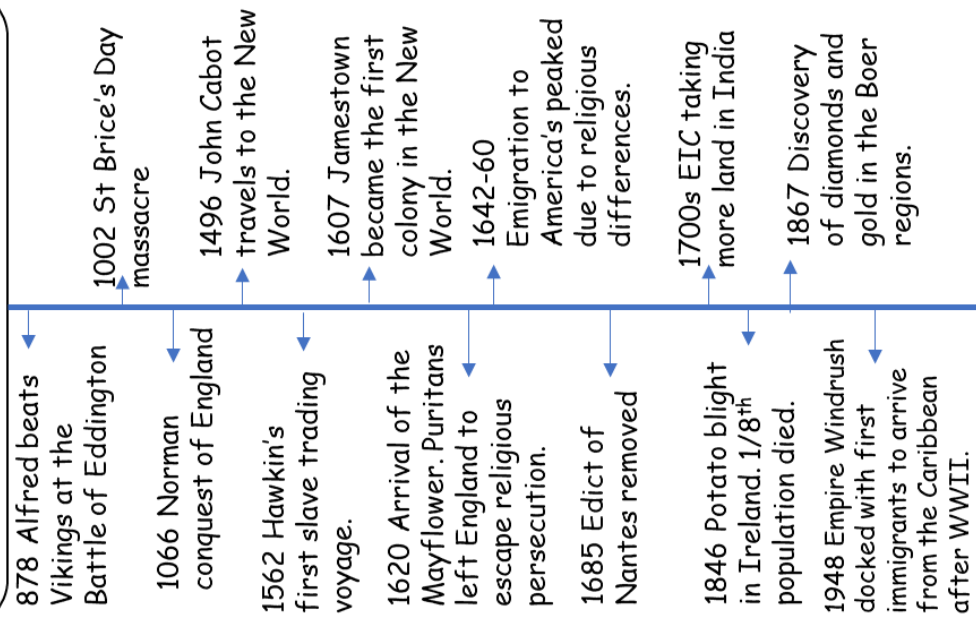 878 Alfred beats
Vikings at the
Battle of Eddington
1002 St Brice's Day
massacre
1066 Norman
conquest of England
1496 John Cabot
travels to the New
World.
1562 Hawkin's
first slave trading
voyage.
1607 Jamestown
became the first
colony in the New
World.
1620 Arrival of the
Mayflower. Puritans
left England to
escape religious
persecution.
1642-60
Emigration to
America's peaked
due to religious
differences.
1685 Edict of
Nantes removed
1700s EIC taking
more land in India
1846 Potato blight
in Ireland. 1/8th
population died.
1867 Discovery
of diamonds and
gold in the Boer
regions.
1948 Empire Windrush
docked with first
immigrants to arrive
from the Caribbean
after WWII.